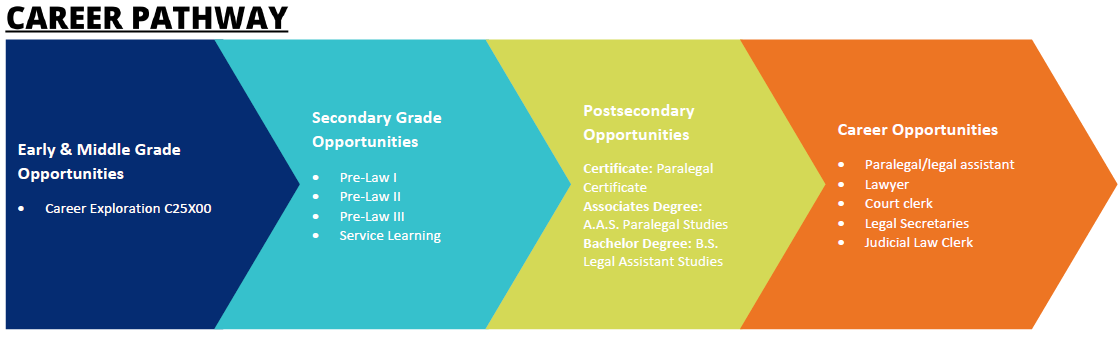 CAREER PATHWAY
Early & Middle Grade
Opportunities
• Career Exploration C25X00
Secondary Grade
Opportunities
• Pre-Law I
• Pre-Law II
• Pre-Law III
• Service Learning
Postsecondary
Opportunities
Certificate: Paralegal
Certificate
Associates Degree:
A.A.S. Paralegal Studies
Bachelor Degree: B.S.
Legal Assistant Studies
Career Opportunities
• Paralegal/legal assistant
• Lawyer
• Court clerk
• Legal Secretaries
• Judicial Law Clerk